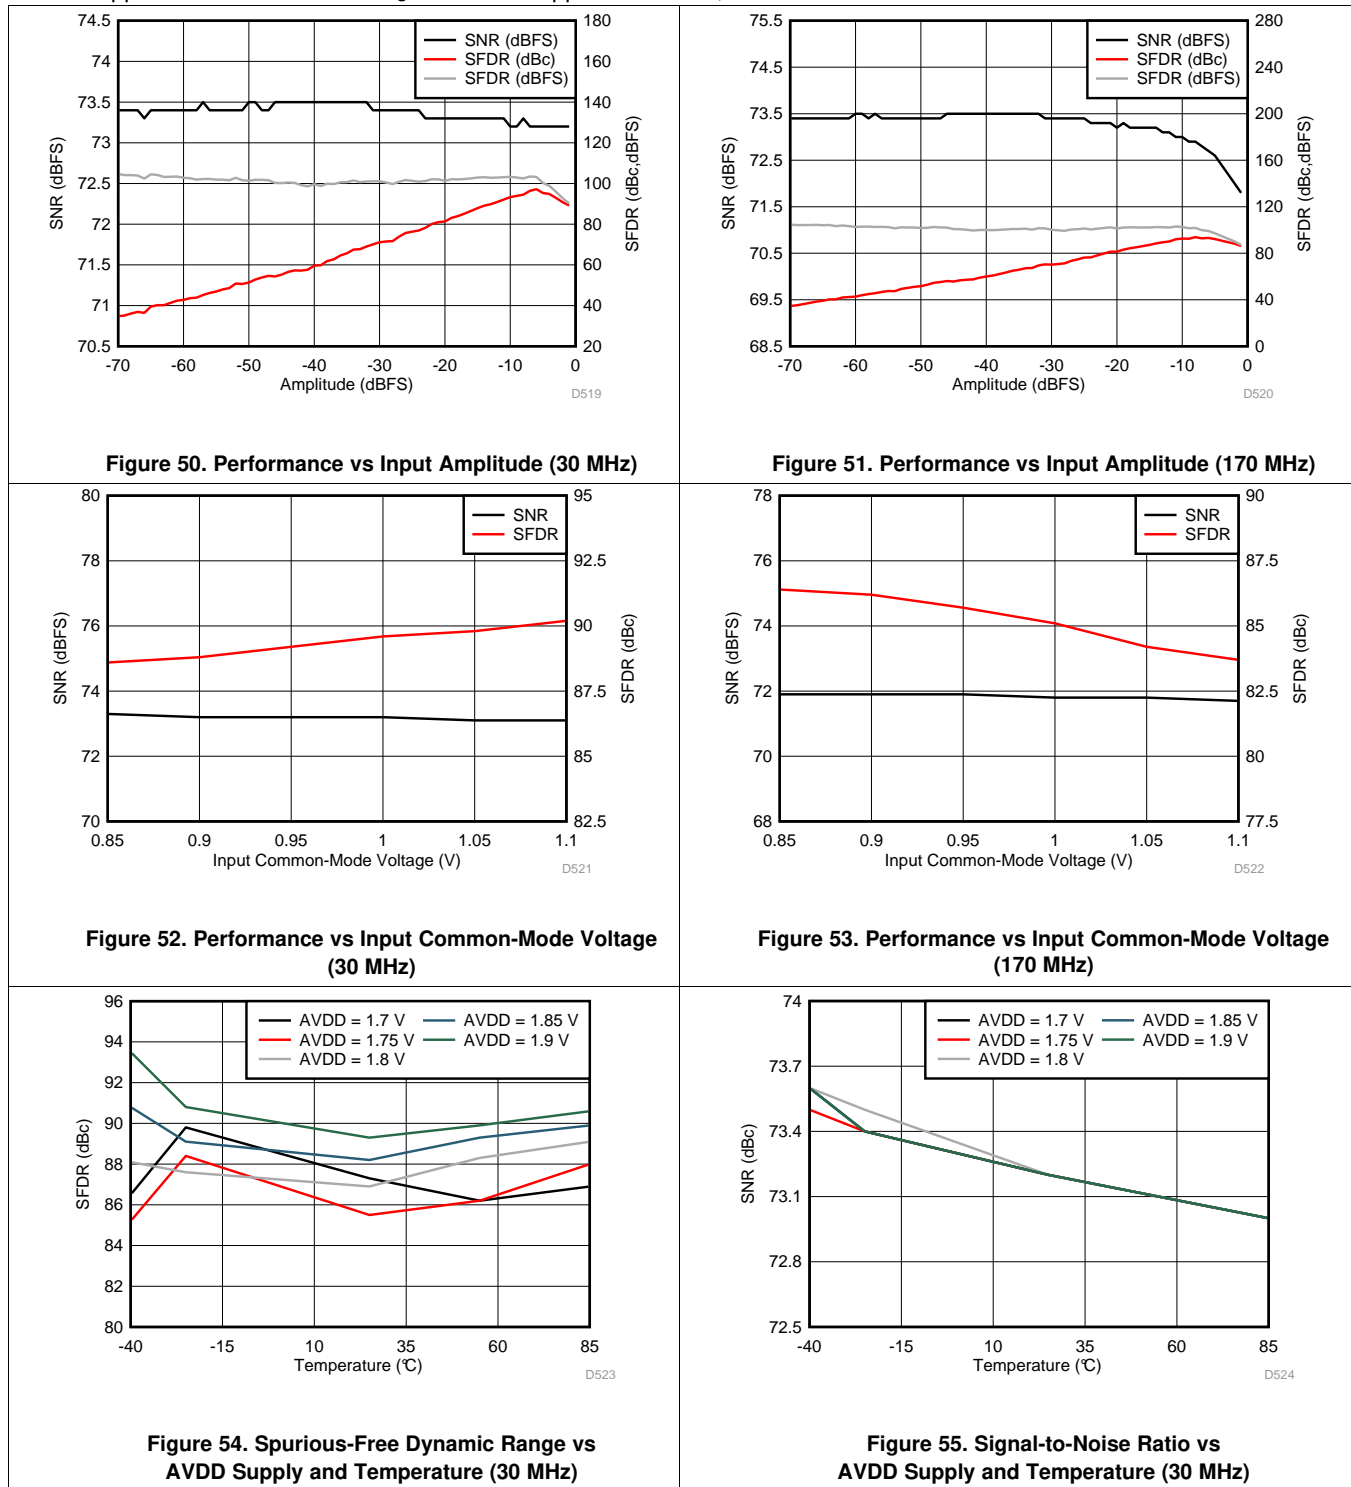 74.5
74
73.5
73
72.5
72
71.5
71
70.5
180
160
140
120
100
80
60
40
20
-70 -60 -50 -40 -30 -20 -10 0
SNR (dBFS)
SFDR (dBc,dBFS)
SNR (dBFS)
SFDR (dBc)
SFDR (dBFS)
Amplitude (dBFS)
D519
Figure 50. Performance vs Input Amplitude (30 MHz)
75.5
74.5
73.5
72.5
71.5
70.5
69.5
68.5
280
240
200
160
120
80
40
0
-70 -60 -50 -40 -30 -20 -10 0
SNR (dBFS)
SFDR (dBc,dBFS)
SNR (dBFS)
SFDR (dBc)
SFDR (dBFS)
Amplitude (dBFS)
D520
Figure 51. Performance vs Input Amplitude (170 MHz)
80
78
76
74
72
70
95
92.5
90
87.5
85
82.5
0.85 0.9 0.95 1 1.05 1.1
SNR (dBFS)
SFDR (dBc)
SNR
SFDR
Input Common-Mode Voltage (V)
D521
Figure 52. Performance vs Input Common-Mode Voltage
(30 MHz)
78
76
74
72
70
68
90
87.5
85
82.5
80
77.5
0.85 0.9 0.95 1 1.05 1.1
SNR (dBFS)
SFDR (dBc)
SNR
SFDR
Input Common-Mode Voltage (V)
D522
Figure 53. Performance vs Input Common-Mode Voltage
(170 MHz)
96
94
92
90
88
86
84
82
80
-40 -15 10 35 60 85
SFDR (dBc)
AVDD = 1.7 V AVDD = 1.85 V
AVDD = 1.75 V AVDD = 1.9 V
AVDD = 1.8 V
Temperature (°C)
D523
Figure 54. Spurious-Free Dynamic Range vs
AVDD Supply and Temperature (30 MHz)
74
73.7
73.4
73.1
72.8
72.5
-40 -15 10 35 60 85
SNR (dBc)
AVDD = 1.7 V AVDD = 1.85 V
AVDD = 1.75 V AVDD = 1.9 V
AVDD = 1.8 V
Temperature (°C)
D524
Figure 55. Signal-to-Noise Ratio vs
AVDD Supply and Temperature (30 MHz)